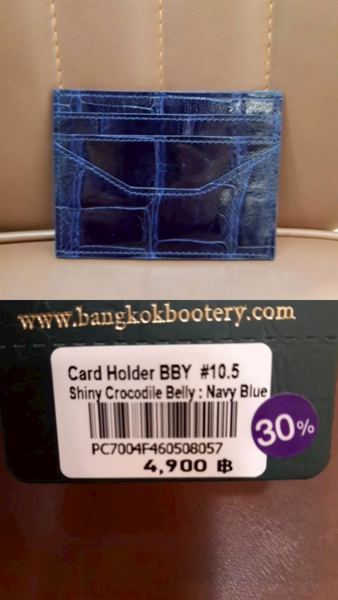 www.bangkokbootery.com
Card Holder BBY #10.5
Shiny Crocodile Belly : Navy Blue
PC7004F460508057
4,900 ฿
30%